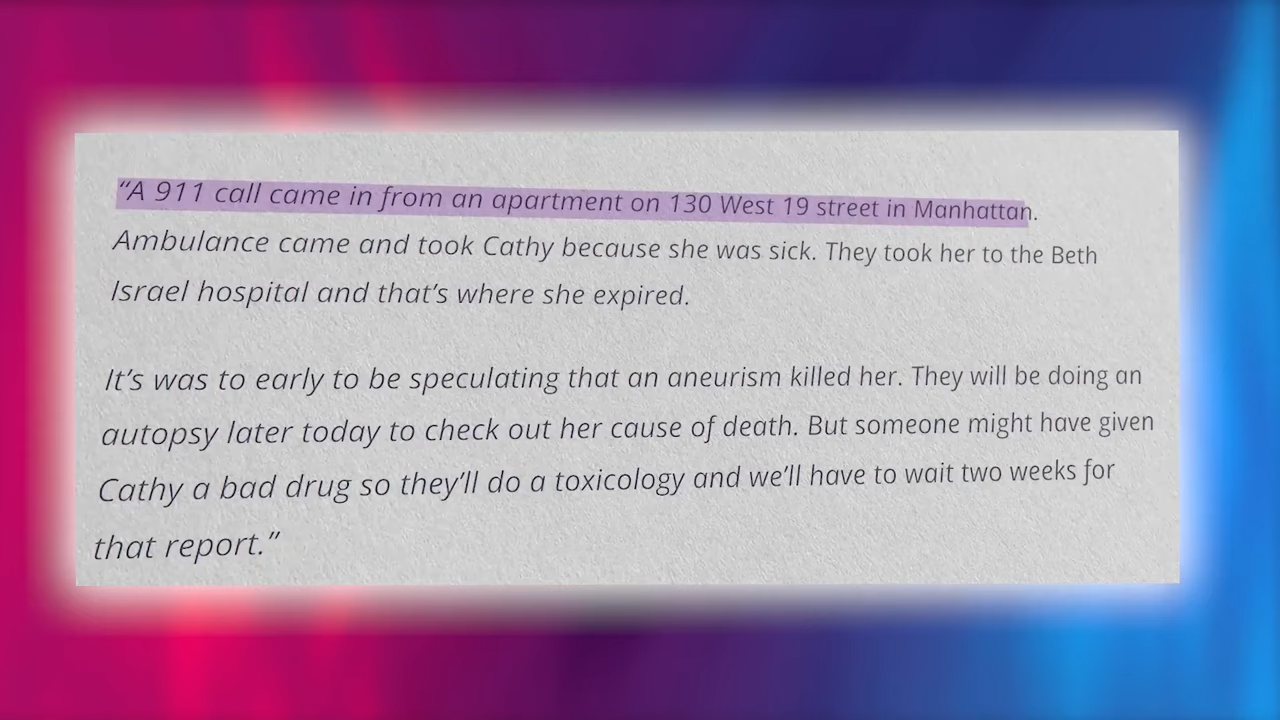 “A 911 call came in from an apartment on 130 West 19 street in Manhattan.
Ambulance came and took Cathy because she was sick. They took her to the Beth
Israel hospital and that’s where she expired.
It’s was to early to be speculating that an aneurism killed her. They will be doing an
autopsy later today to check out her cause of death. But someone might have given
Cathy a bad drug so they’ll do a toxicology and we’ll have to wait two weeks for
that report.”